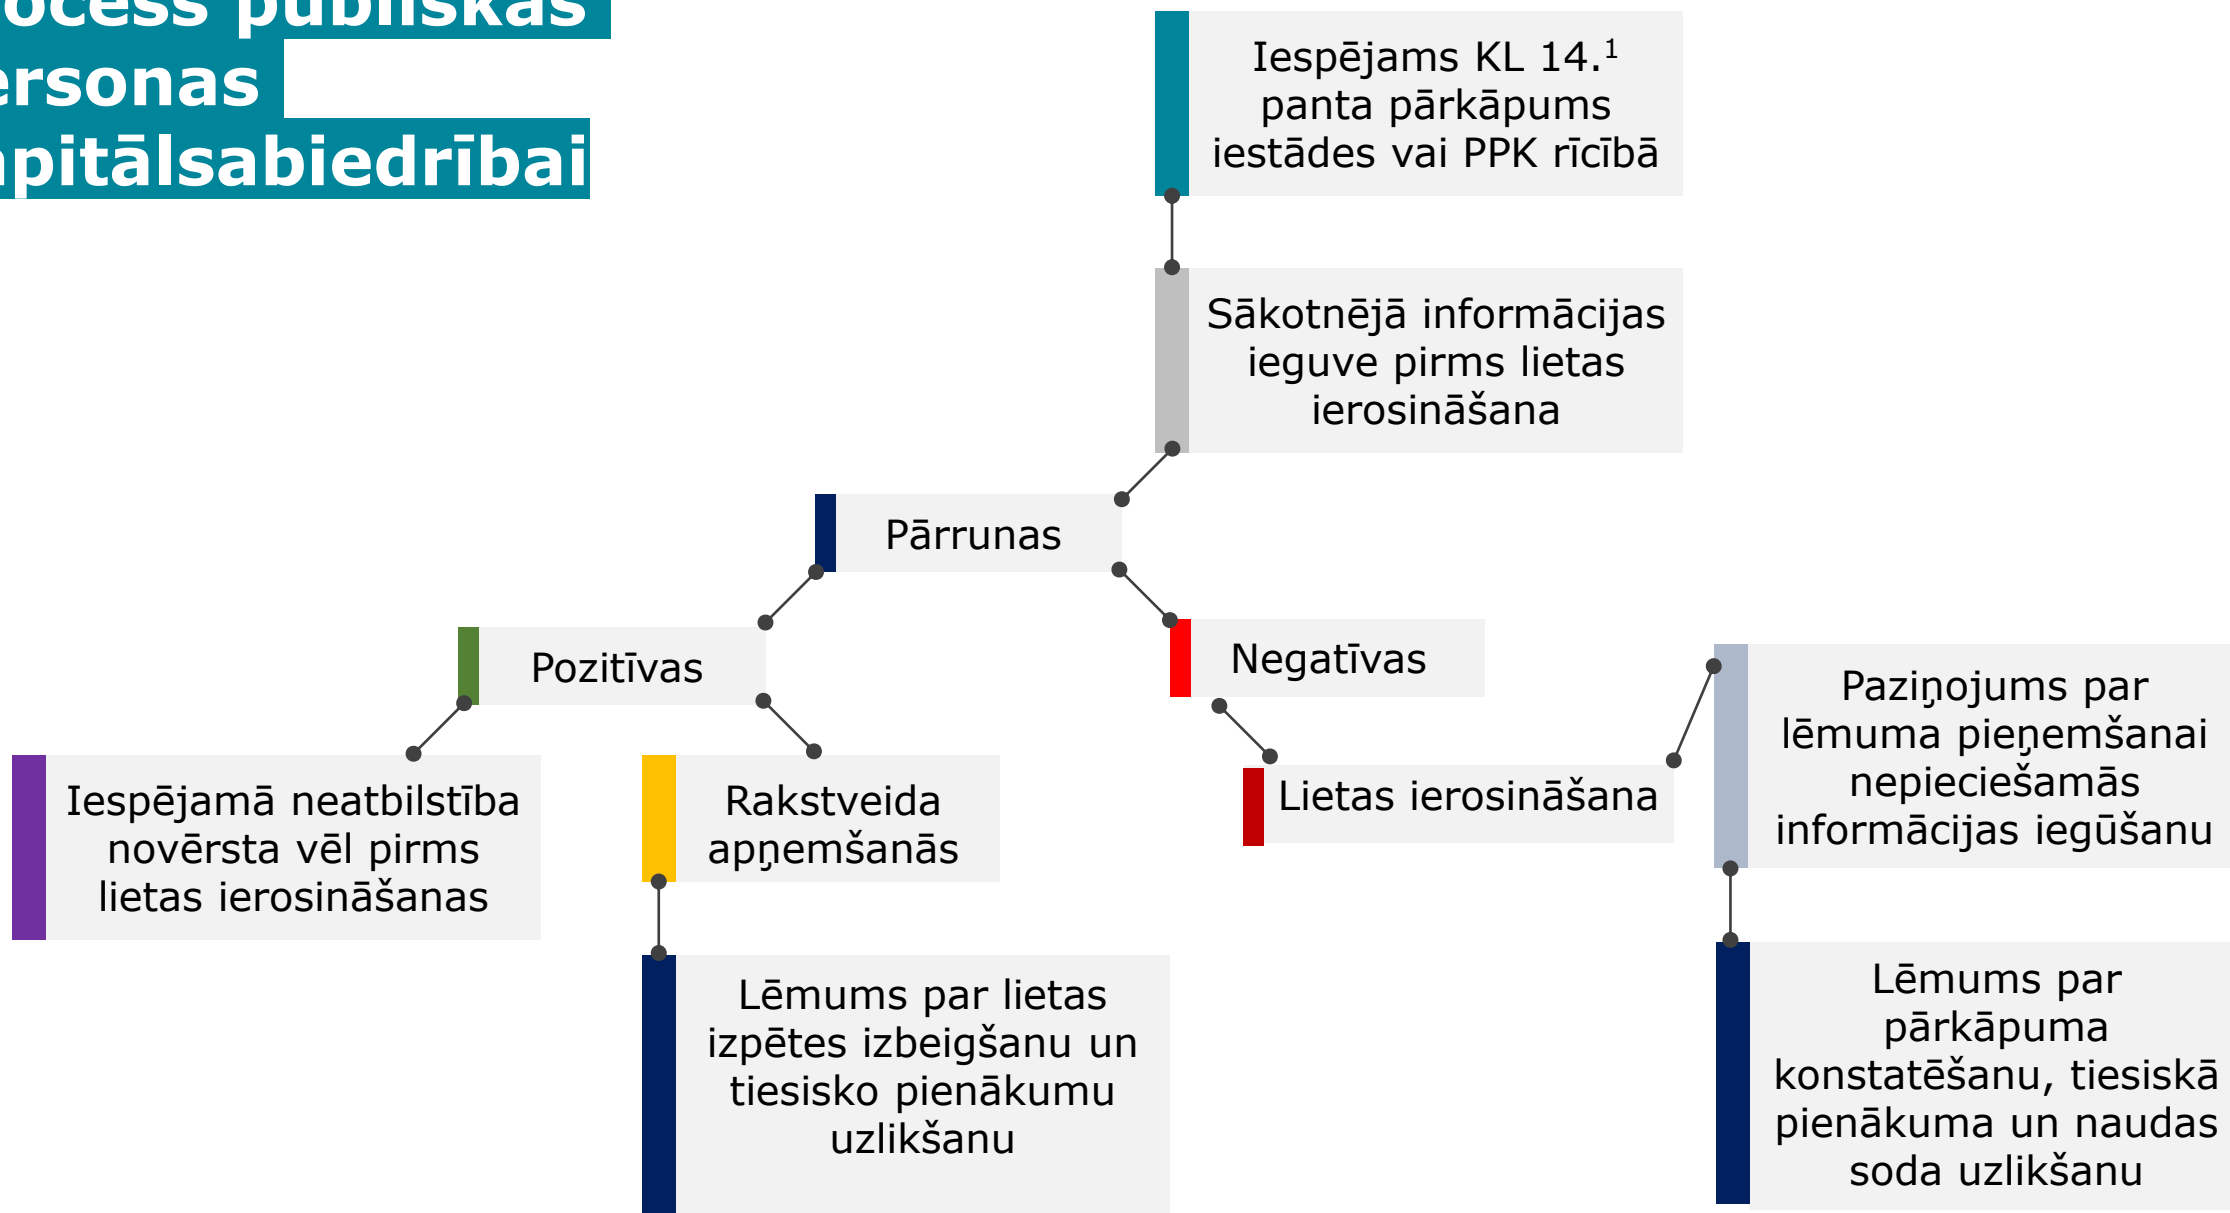 publiskas
kapitālsabiedrībai
Iespējams KL 14.¹
panta pārkāpums
iestādes vai PPK rīcībā
Sākotnējā informācijas
ieguve pirms lietas
ierosināšana
Pārrunas
Pozitīvas
Negatīvas
Iespējamā neatbilstība
novērsta vēl pirms
lietas ierosināšanas
Rakstveida
apņemšanās
Lēmums par lietas
izpētes izbeigšanu un
tiesisko pienākumu
uzlikšanu
Lietas ierosināšana
Paziņojums par
lēmuma pieņemšanai
nepieciešamās
informācijas iegūšanu
Lēmums par
pārkāpuma
konstatēšanu, tiesiskā
pienākuma un naudas
soda uzlikšanu